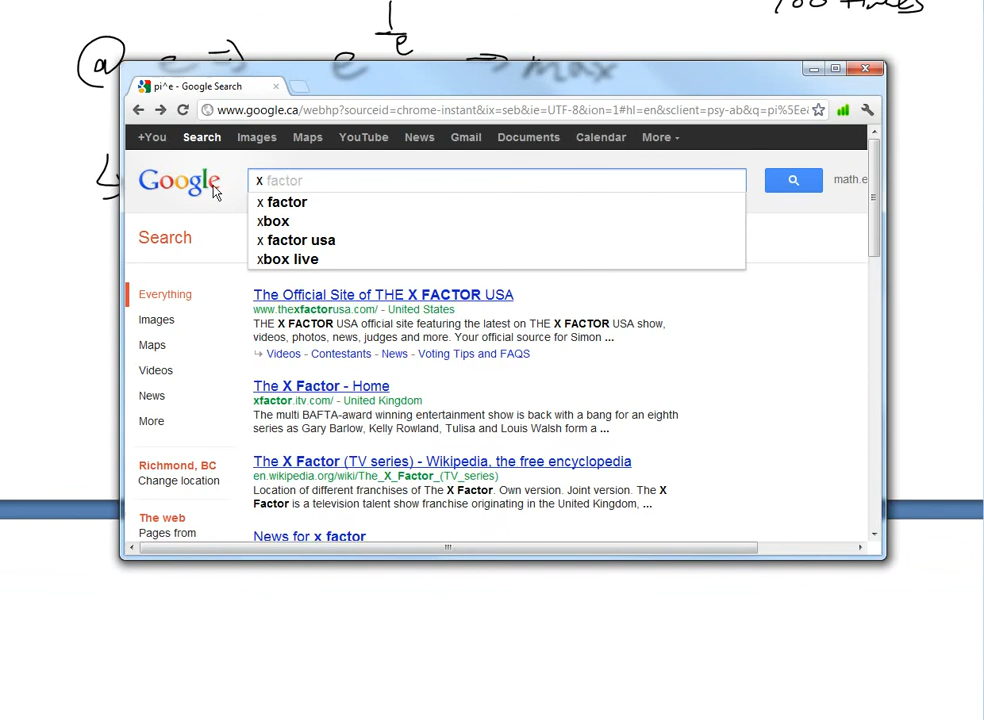 1
100 times
e
@ e ⇒ e ⇒ max
pi^e - Google Search
www.google.ca/webhp?sourceid=chrome-instant&ix=seb&ie=UTF-8&ion=1#hl=en&sclient=psy-ab&q=pi%5Ee&
+You Search Images Maps YouTube News Gmail Documents Calendar More
Google x factor math.e
x factor
xbox
x factor usa
xbox live
Search
Everything
Images
Maps
Videos
News
More
Richmond, BC
Change location
The web
Pages from
The Official Site of THE X FACTOR USA
www.thexfactorusa.com/ - United States
THE X FACTOR USA official site featuring the latest on THE X FACTOR USA show,
videos, photos, news, judges and more. Your official source for Simon ...
Videos - Contestants - News - Voting Tips and FAQS
The X Factor - Home
xfactor.itv.com/ - United Kingdom
The multi BAFTA-award winning entertainment show is back with a bang for an eighth
series as Gary Barlow, Kelly Rowland, Tulisa and Louis Walsh form a ...
The X Factor (TV series) - Wikipedia, the free encyclopedia
en.wikipedia.org/wiki/The_X_Factor_(TV_series)
Location of different franchises of The X Factor. Own version. Joint version. The X
Factor is a television talent show franchise originating in the United Kingdom, ...
News for x factor